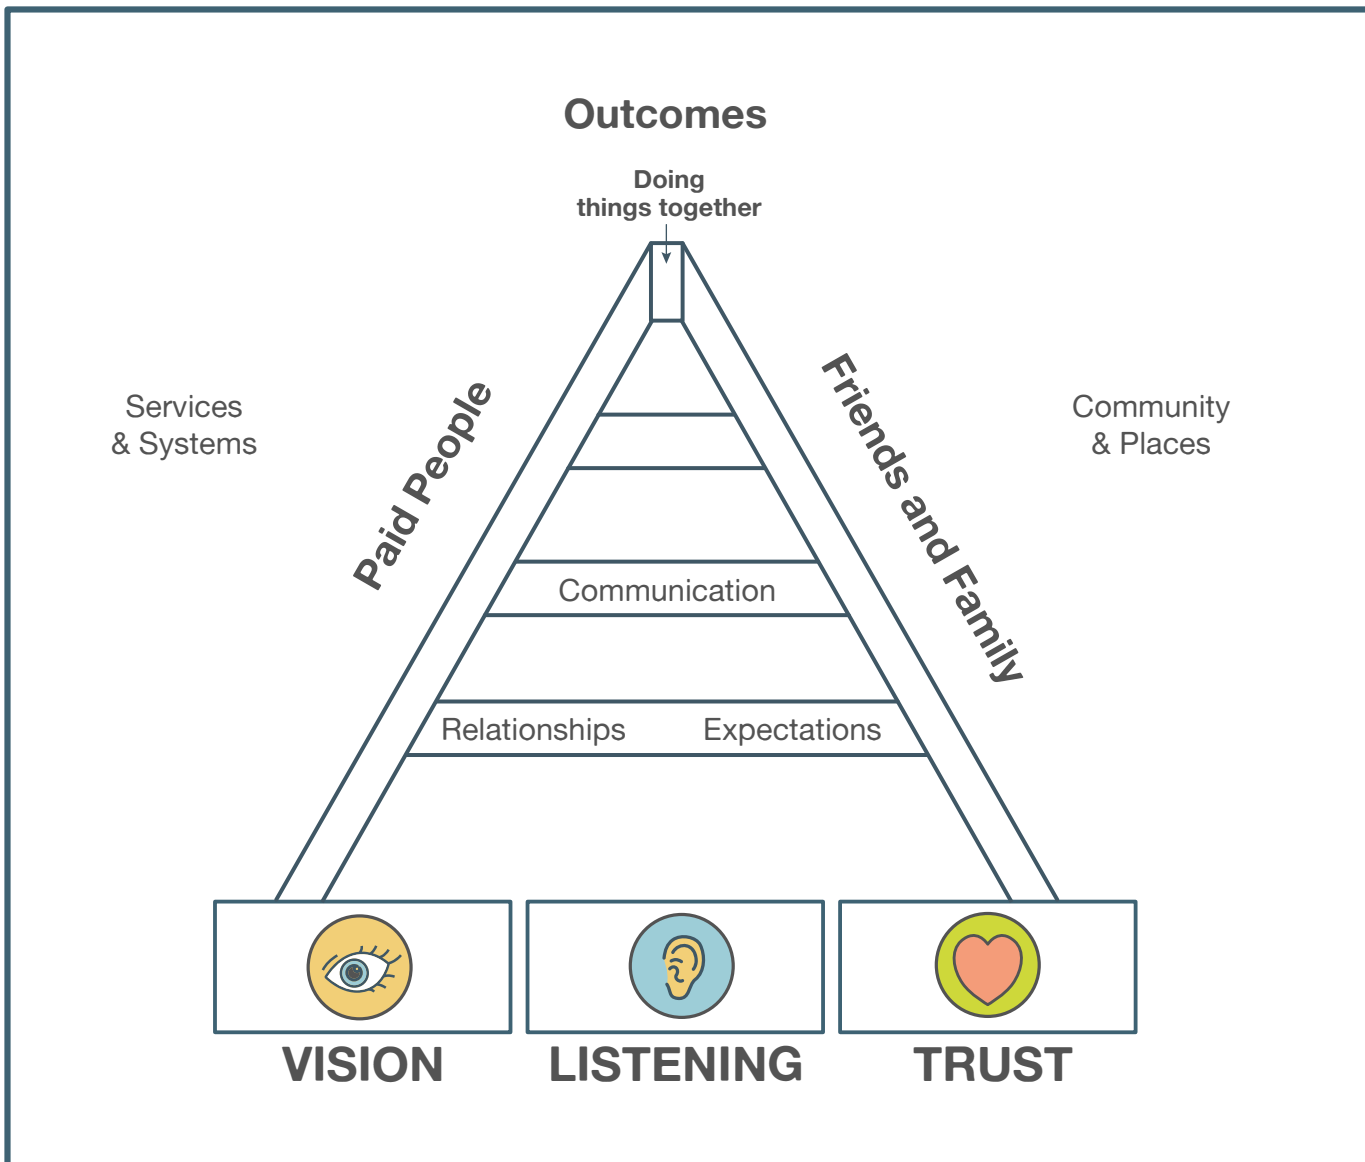 Outcomes
Doing
things together
Services
& Systems
Paid People
Friends and Family
Community
& Places
Communication
Relationships
Expectations
VISION
LISTENING
TRUST